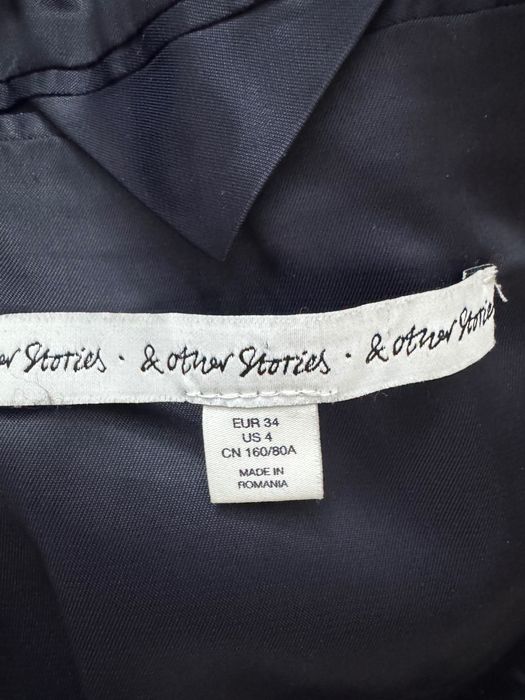 er Stories · & other Stories · & other Stories
EUR 34
US 4
CN 160/80A
MADE IN
ROMANIA